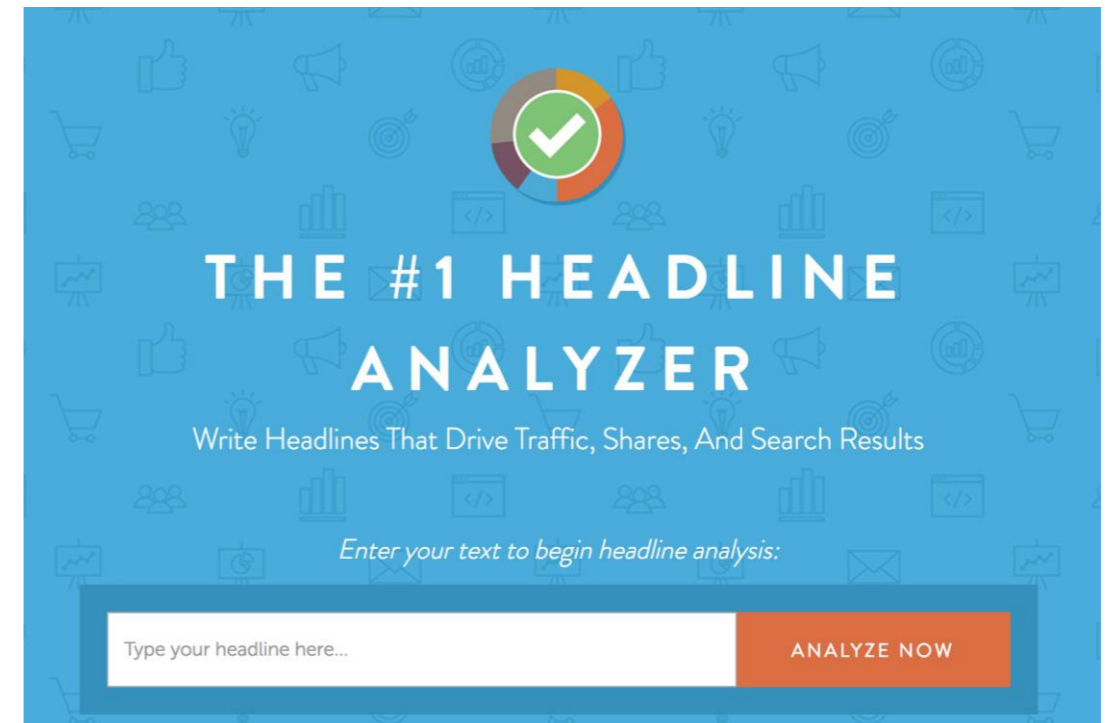 THE #1 HEADLINE
ANALYZER
Write Headlines That Drive Traffic, Shares, And Search Results
Enter your text to begin headline analysis:
Type your headline here...
ANALYZE NOW